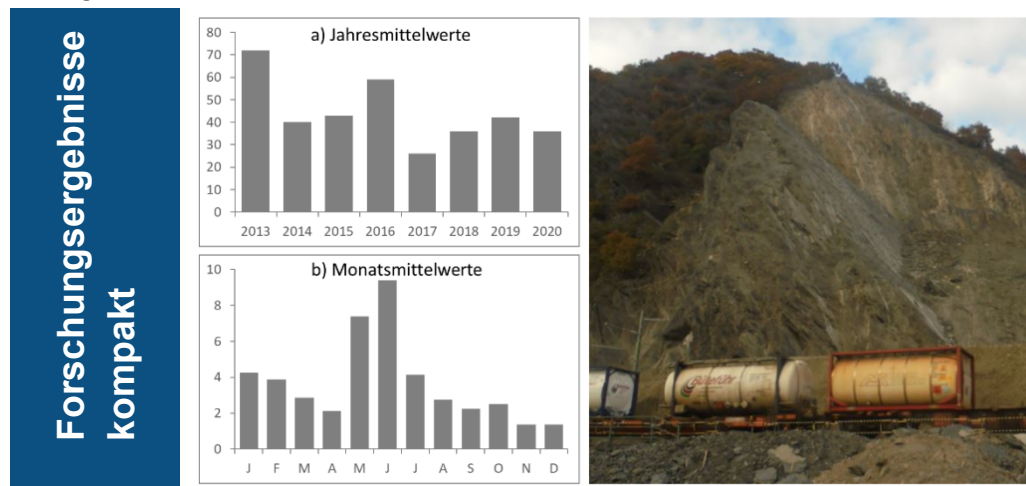 Forschungsergebnisse
kompakt
a) Jahresmittelwerte
80
70
60
50
40
30
20
10
0
2013 2014 2015 2016 2017 2018 2019 2020
b) Monatsmittelwerte
10
8
6
4
2
0
J F M A M J J A S O N D